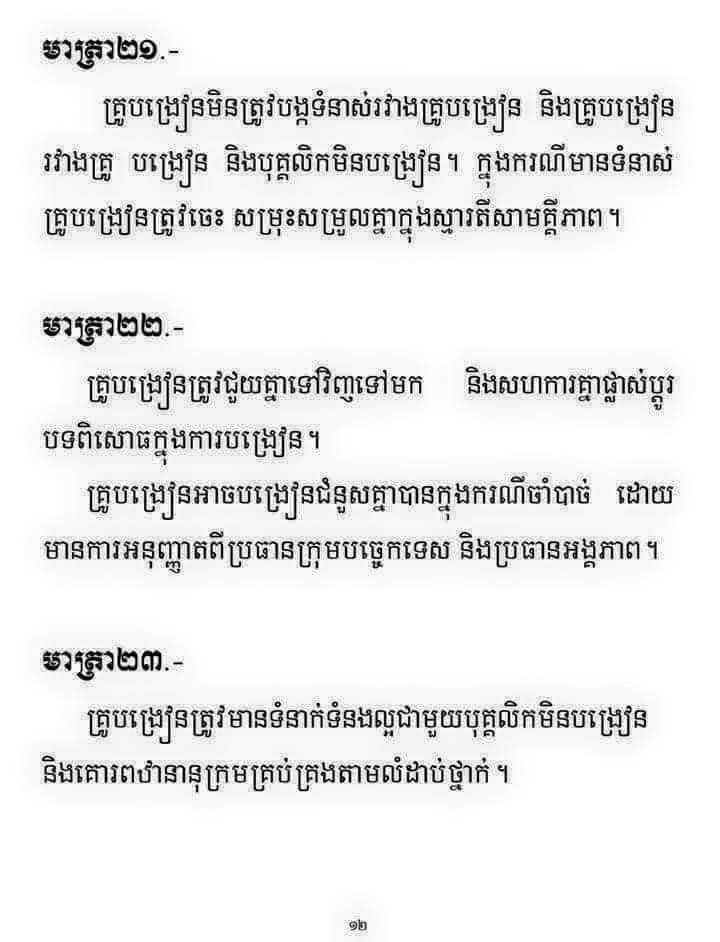 មាត្រា២១.-
គ្រូបង្រៀនមិនត្រូវបង្កទំនាស់រវាងគ្រូបង្រៀន និងគ្រូបង្រៀន
រវាងគ្រូ បង្រៀន និងបុគ្គលិកមិនបង្រៀន។ ក្នុងករណីមានទំនាស់
គ្រូបង្រៀនត្រូវចេះ សម្រុះសម្រួលគ្នាក្នុងស្មារតីសាមគ្គីភាព។
មាត្រា២២.-
គ្រូបង្រៀនត្រូវជួយគ្នាទៅវិញទៅមក និងសហការគ្នាផ្លាស់ប្តូរ
បទពិសោធក្នុងការបង្រៀន។
គ្រូបង្រៀនអាចបង្រៀនជំនួសគ្នាបានក្នុងករណីចាំបាច់ ដោយ
មានការអនុញ្ញាតពីប្រធានក្រុមបច្ចេកទេស និងប្រធានអង្គភាព។
មាត្រា២៣.-
គ្រូបង្រៀនត្រូវមានទំនាក់ទំនងល្អជាមួយបុគ្គលិកមិនបង្រៀន
និងគោរពឋានានុក្រមគ្រប់គ្រងតាមលំដាប់ថ្នាក់។
១២